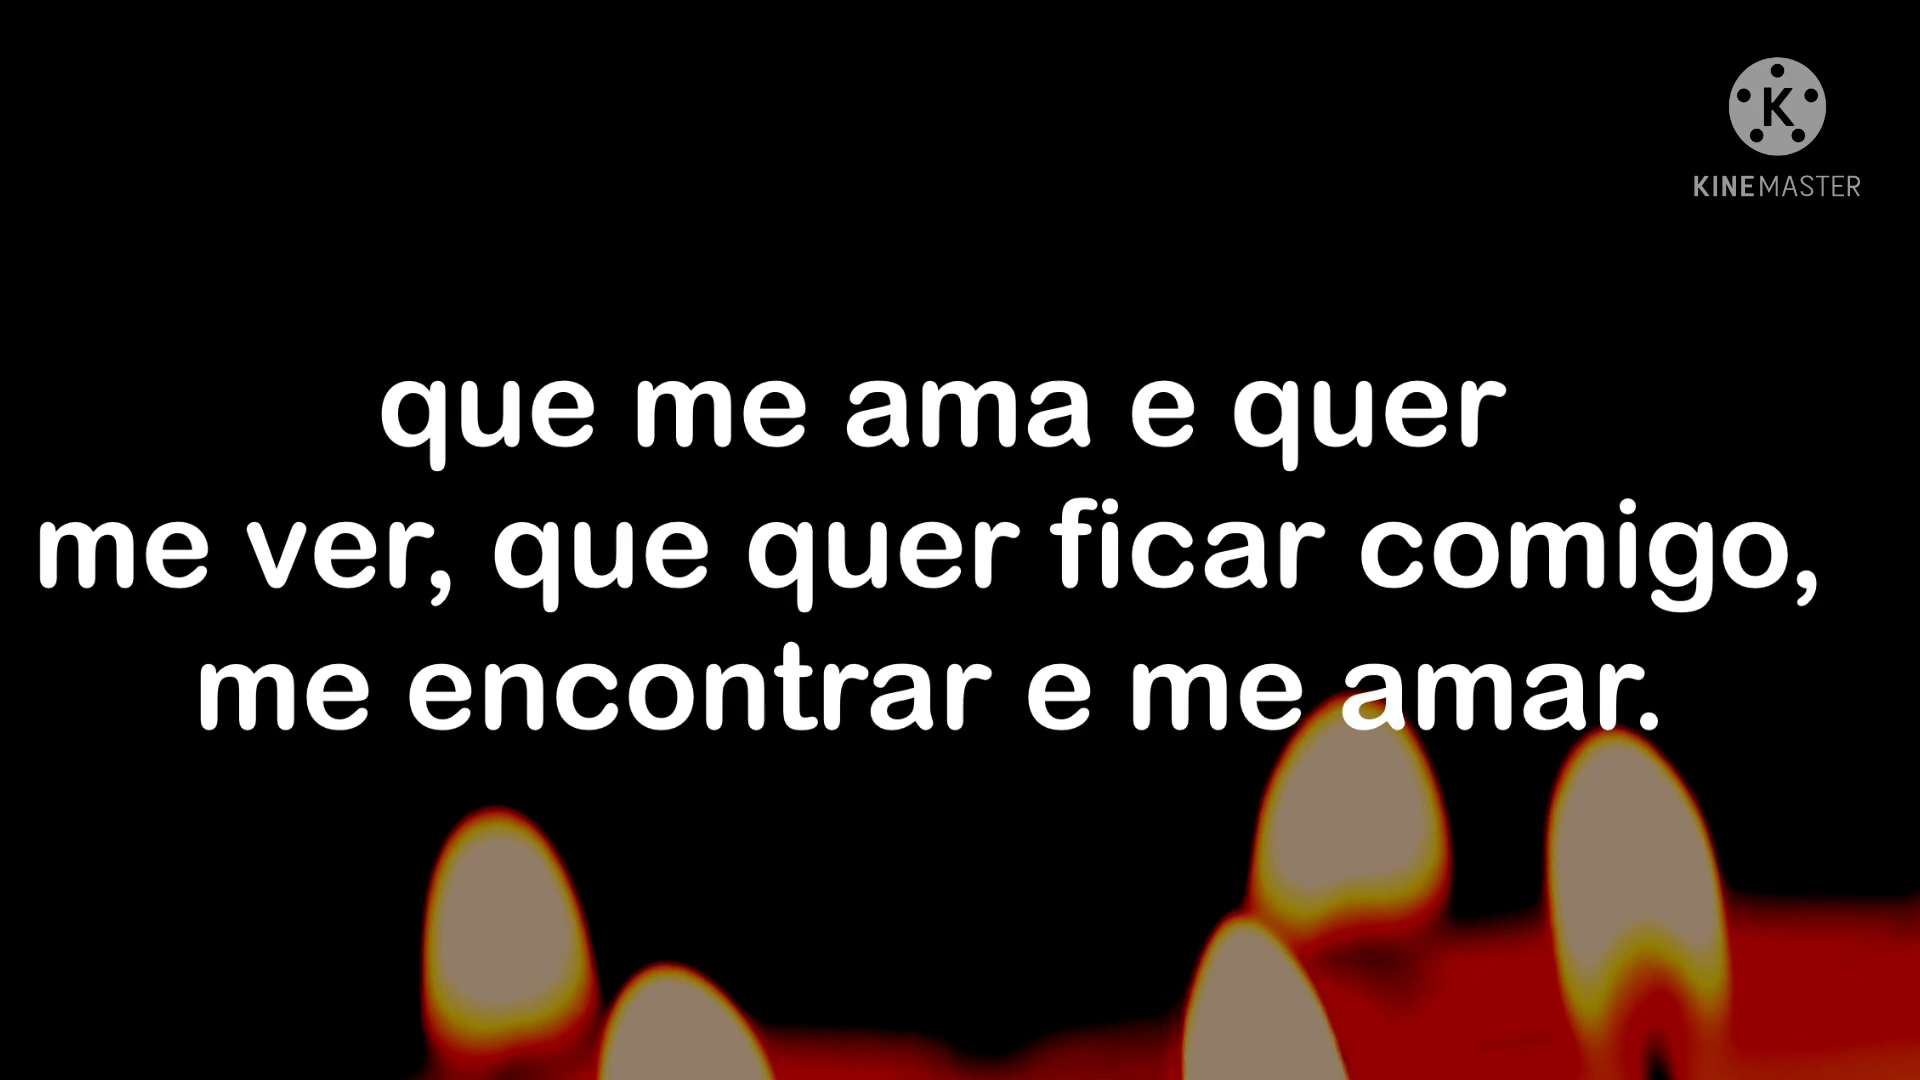 K
KINEMASTER
que me ama e quer
me ver, que quer ficar comigo,
me encontrar e me amar.